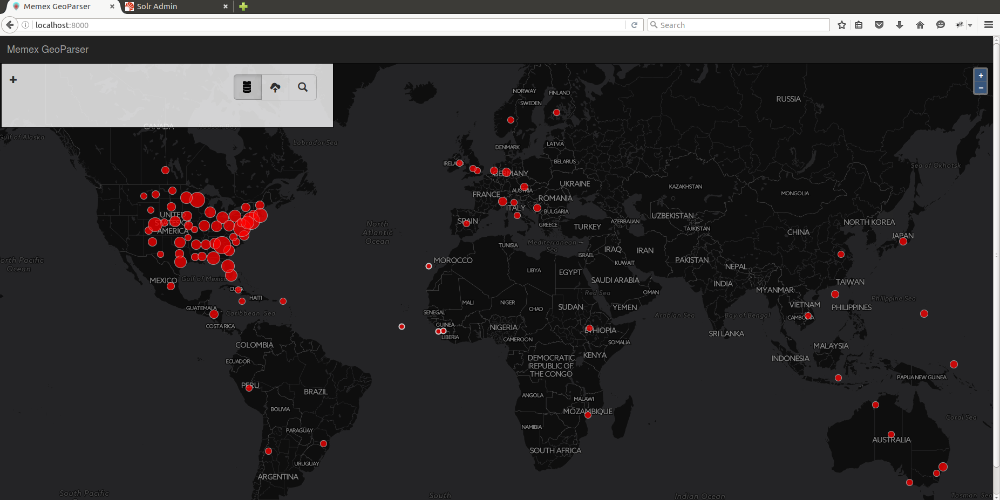 Memex GeoParser
Solr Admin
localhost:8000
Search
Memex GeoParser
NORWAY
FINLAND
SWEDEN
RUSSIA
CANADA
Hudson Bay
Gulf of Alaska
Labrador Sea
DENMARK
LATVIA
IRELAND
BELARUS
Sea of Okhotsk
GERMANY
UKRAINE
KAZAKHSTAN
AUSTRIA
MONGOLIA
FRANCE
ROMANIA
ITALY
BULGARIA
UNITED
STATES OF
AMERICA
UZBEKISTAN
SPAIN
GREECE
TURKEY
AZERBAIJAN
TAJIKISTAN
NORTH KOREA
North
Atlantic
Ocean
CHINA
JAPAN
TUNISIA
Mediterranean
Sea
ISRAEL
IRAQ
IRAN
KUWAIT
PAKISTAN
NEPAL
orth Pacific
Ocean
MOROCCO
LIBYA
EGYPT
MEXICO
Gulf of Mexico
SAUDI ARABIA
INDIA
TAIWAN
CUBA
HAITI
Red Sea
OMAN
MYANMAR
Philippine Sea
GUATEMALA
Caribbean Sea
MALI
NIGER
CHAD
SUDAN
YEMEN
Arabian Sea
Bay of Bengal
VIETNAM
PHILIPPINES
SENEGAL
CAMBODIA
COSTA RICA
GUINEA
NIGERIA
ETHIOPIA
LIBERIA
CAMEROON
SOMALIA
SRI LANKA
COLOMBIA
MALAYSIA
ECUADOR
DEMOCRATIC
REPUBLIC OF
THE CONGO
KENYA
INDONESIA
PAPUA NEW GUINEA
PERU
BRAZIL
ANGOLA
MALAWI
BOLIVIA
MOZAMBIQUE
Coral Sea
PARAGUAY
NAMIBIA
AUSTRALIA
SOUTH AFRICA
URUGUAY
ARGENTINA
South Pacific
South
Indian Ocean
Tasman Sea